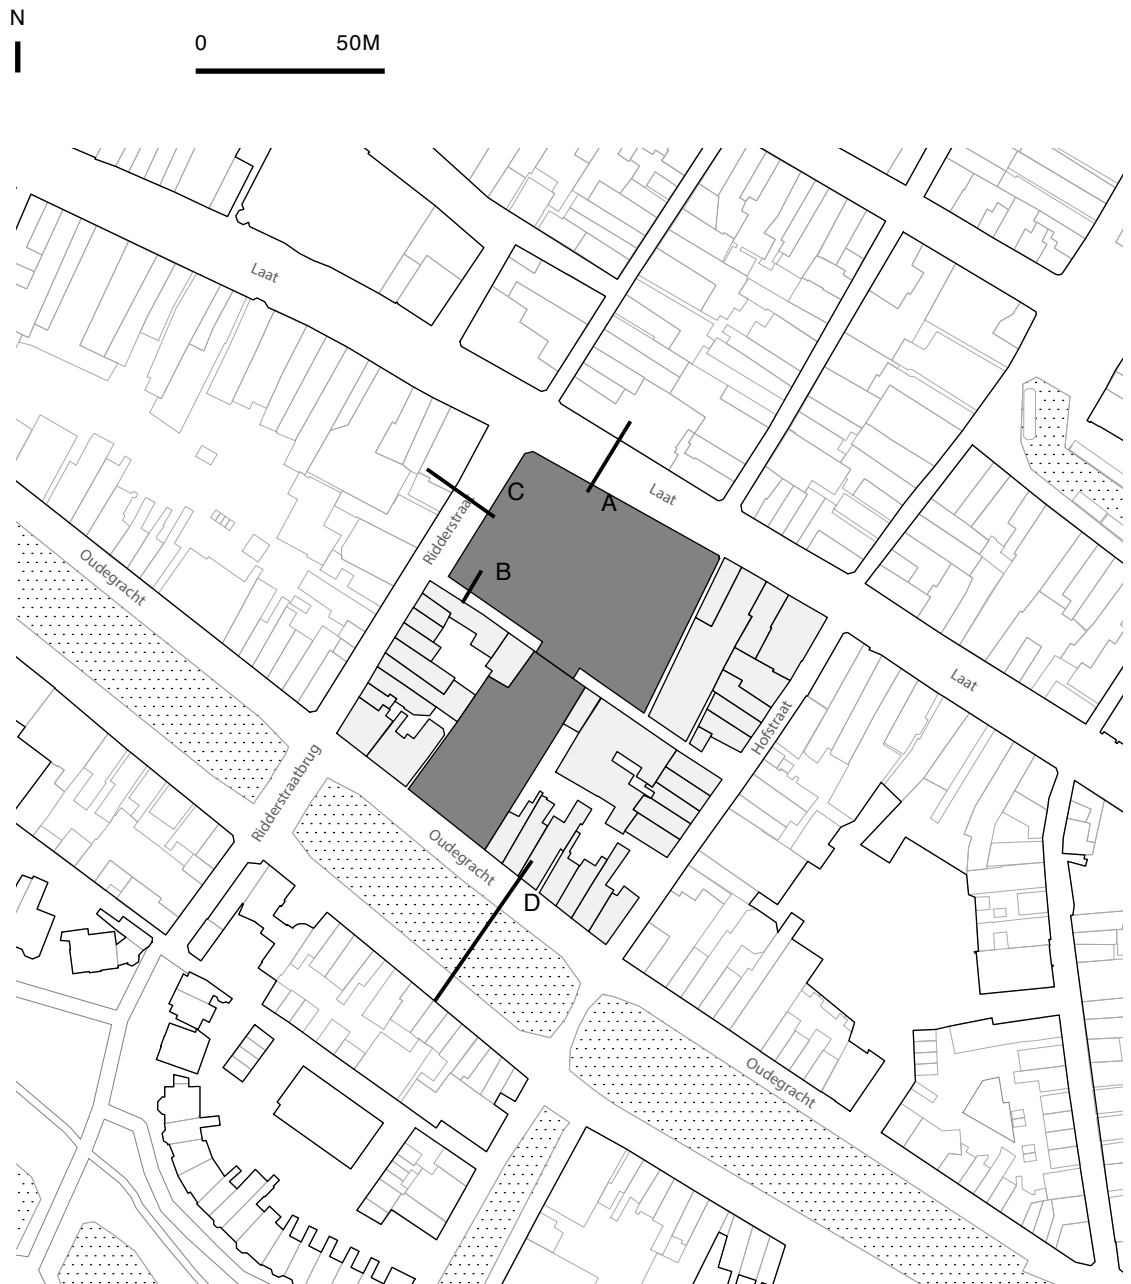 N
0 50M
Laat
C
A
Laat
Ridderstraat
B
Oudegracht
Laat
Hofstraat
Ridderstraatbrug
Oudegracht
D
Oudegracht